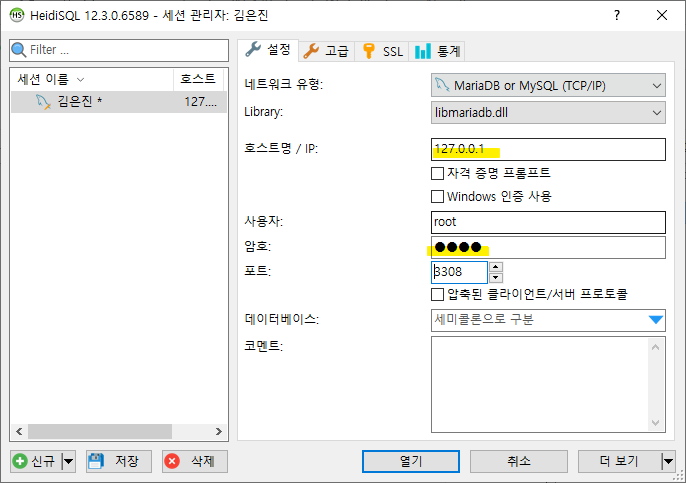 HeidiSQL 12.3.0.6589 - 세션 관리자: 김은진
Filter ...
세션 이름 호스트
김은진 * 127....
설정 고급 SSL 통계
네트워크 유형: MariaDB or MySQL (TCP/IP)
Library: libmariadb.dll
호스트명 / IP: 127.0.0.1
자격 증명 프롬프트
Windows 인증 사용
사용자: root
암호: ●●●●
포트: 3308
압축된 클라이언트/서버 프로토콜
데이터베이스: 세미콜론으로 구분
코멘트:
신규 저장 삭제 열기 취소 더 보기